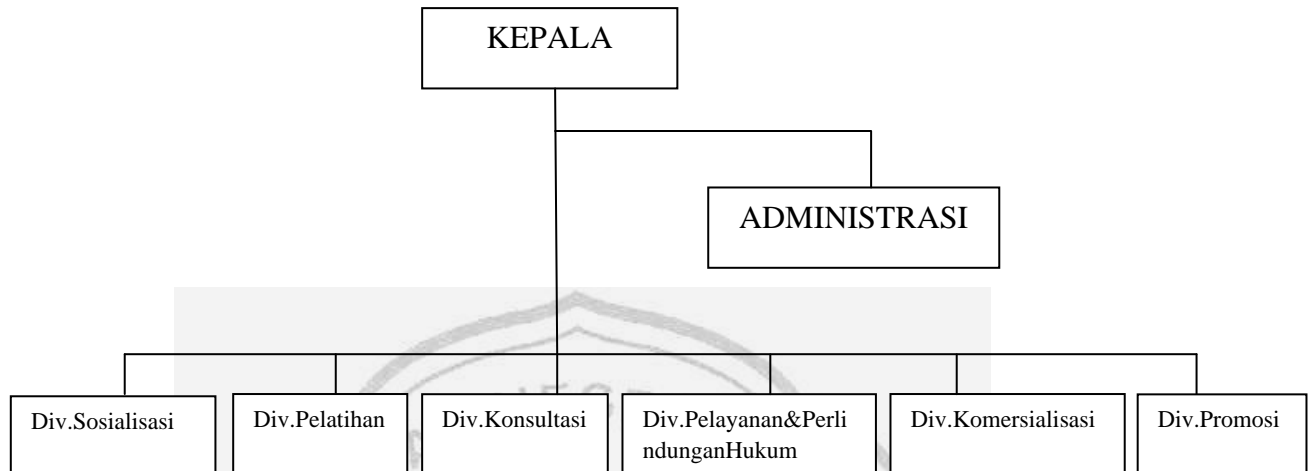 KEPALA
ADMINISTRASI
Div.Sosialisasi
Div.Pelatihan
Div.Konsultasi
Div.Pelayanan&Perli
ndunganHukum
Div.Komersialisasi
Div.Promosi